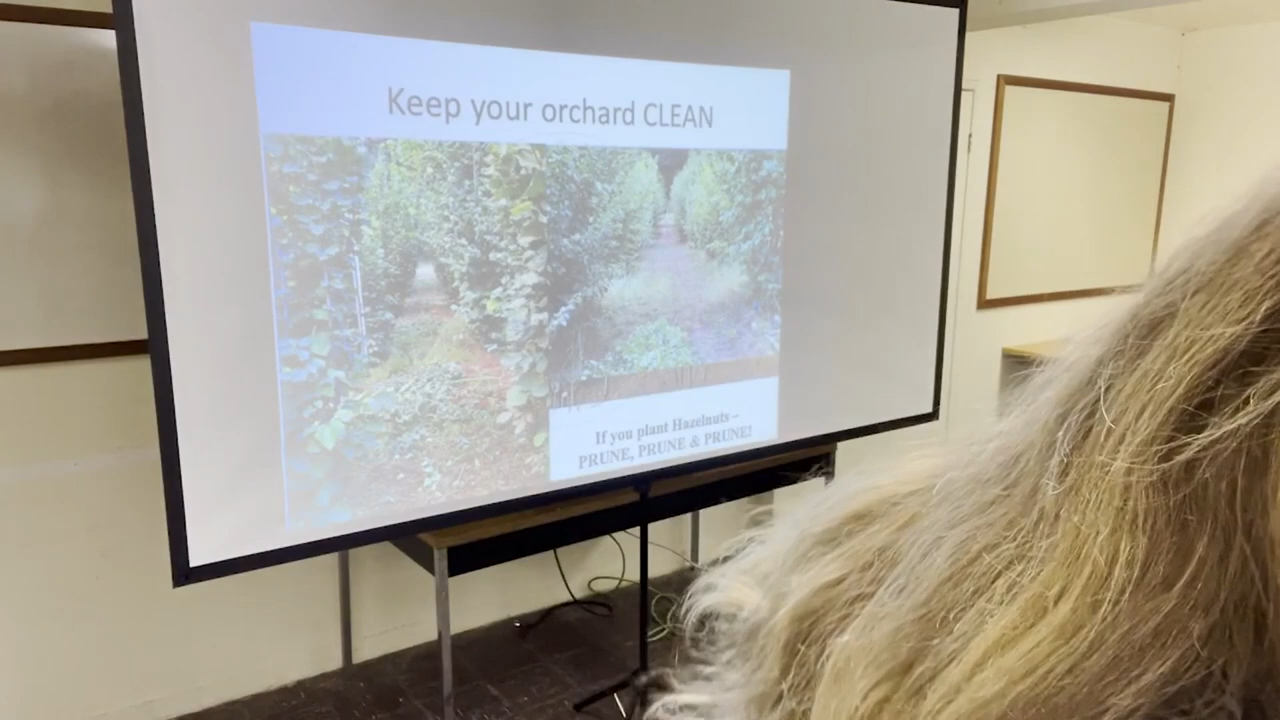 Keep your orchard CLEAN
If you plant Hazelnuts –
PRUNE, PRUNE & PRUNE!